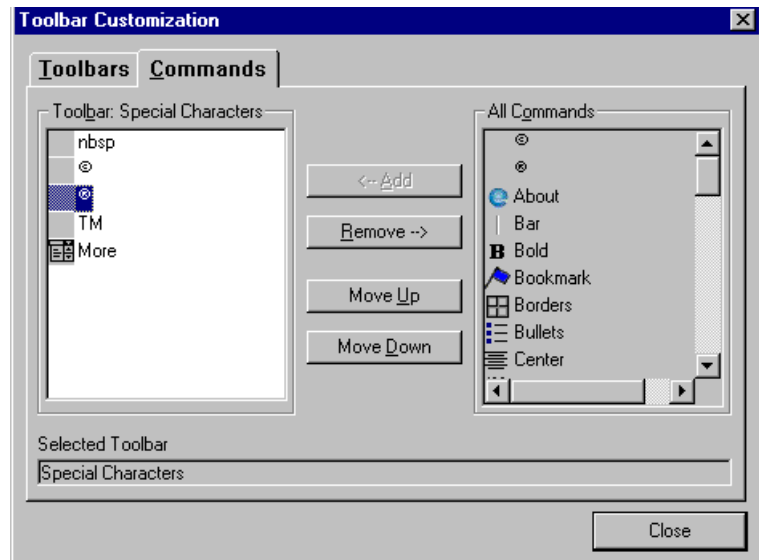 Toolbar Customization
Toolbars Commands
Toolbar: Special Characters
nbsp
©
®
TM
More
<-- Add
Remove -->
Move Up
Move Down
All Commands
©
®
About
Bar
B Bold
Bookmark
Borders
Bullets
Center
Selected Toolbar
Special Characters
Close